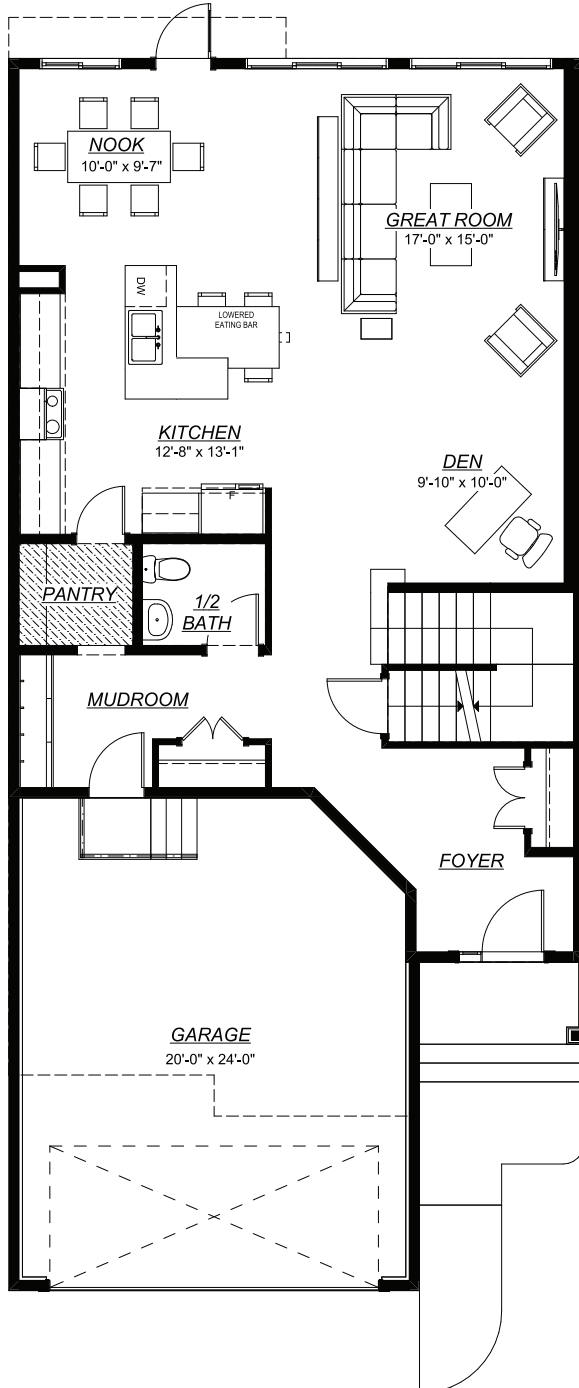 NOOK
10'-0" x 9'-7"
GREAT ROOM
17'-0" x 15'-0"
DW
LOWERED
EATING BAR
KITCHEN
12'-8" x 13'-1"
DEN
9'-10" x 10'-0"
F
PANTRY
1/2
BATH
MUDROOM
FOYER
GARAGE
20'-0" x 24'-0"